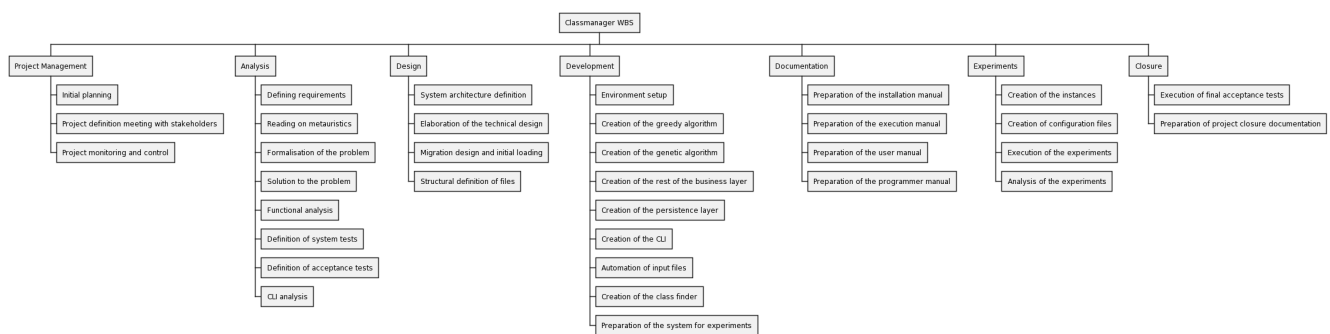 Classmanager WBS
Project Management
Initial planning
Project definition meeting with stakeholders
Project monitoring and control
Analysis
Defining requirements
Reading on metauristics
Formalisation of the problem
Solution to the problem
Functional analysis
Definition of system tests
Definition of acceptance tests
CLI analysis
Design
System architecture definition
Elaboration of the technical design
Migration design and initial loading
Structural definition of files
Development
Environment setup
Creation of the greedy algorithm
Creation of the genetic algorithm
Creation of the rest of the business layer
Creation of the persistence layer
Creation of the CLI
Automation of input files
Creation of the class finder
Preparation of the system for experiments
Documentation
Preparation of the installation manual
Preparation of the execution manual
Preparation of the user manual
Preparation of the programmer manual
Experiments
Creation of the instances
Creation of configuration files
Execution of the experiments
Analysis of the experiments
Closure
Execution of final acceptance tests
Preparation of project closure documentation